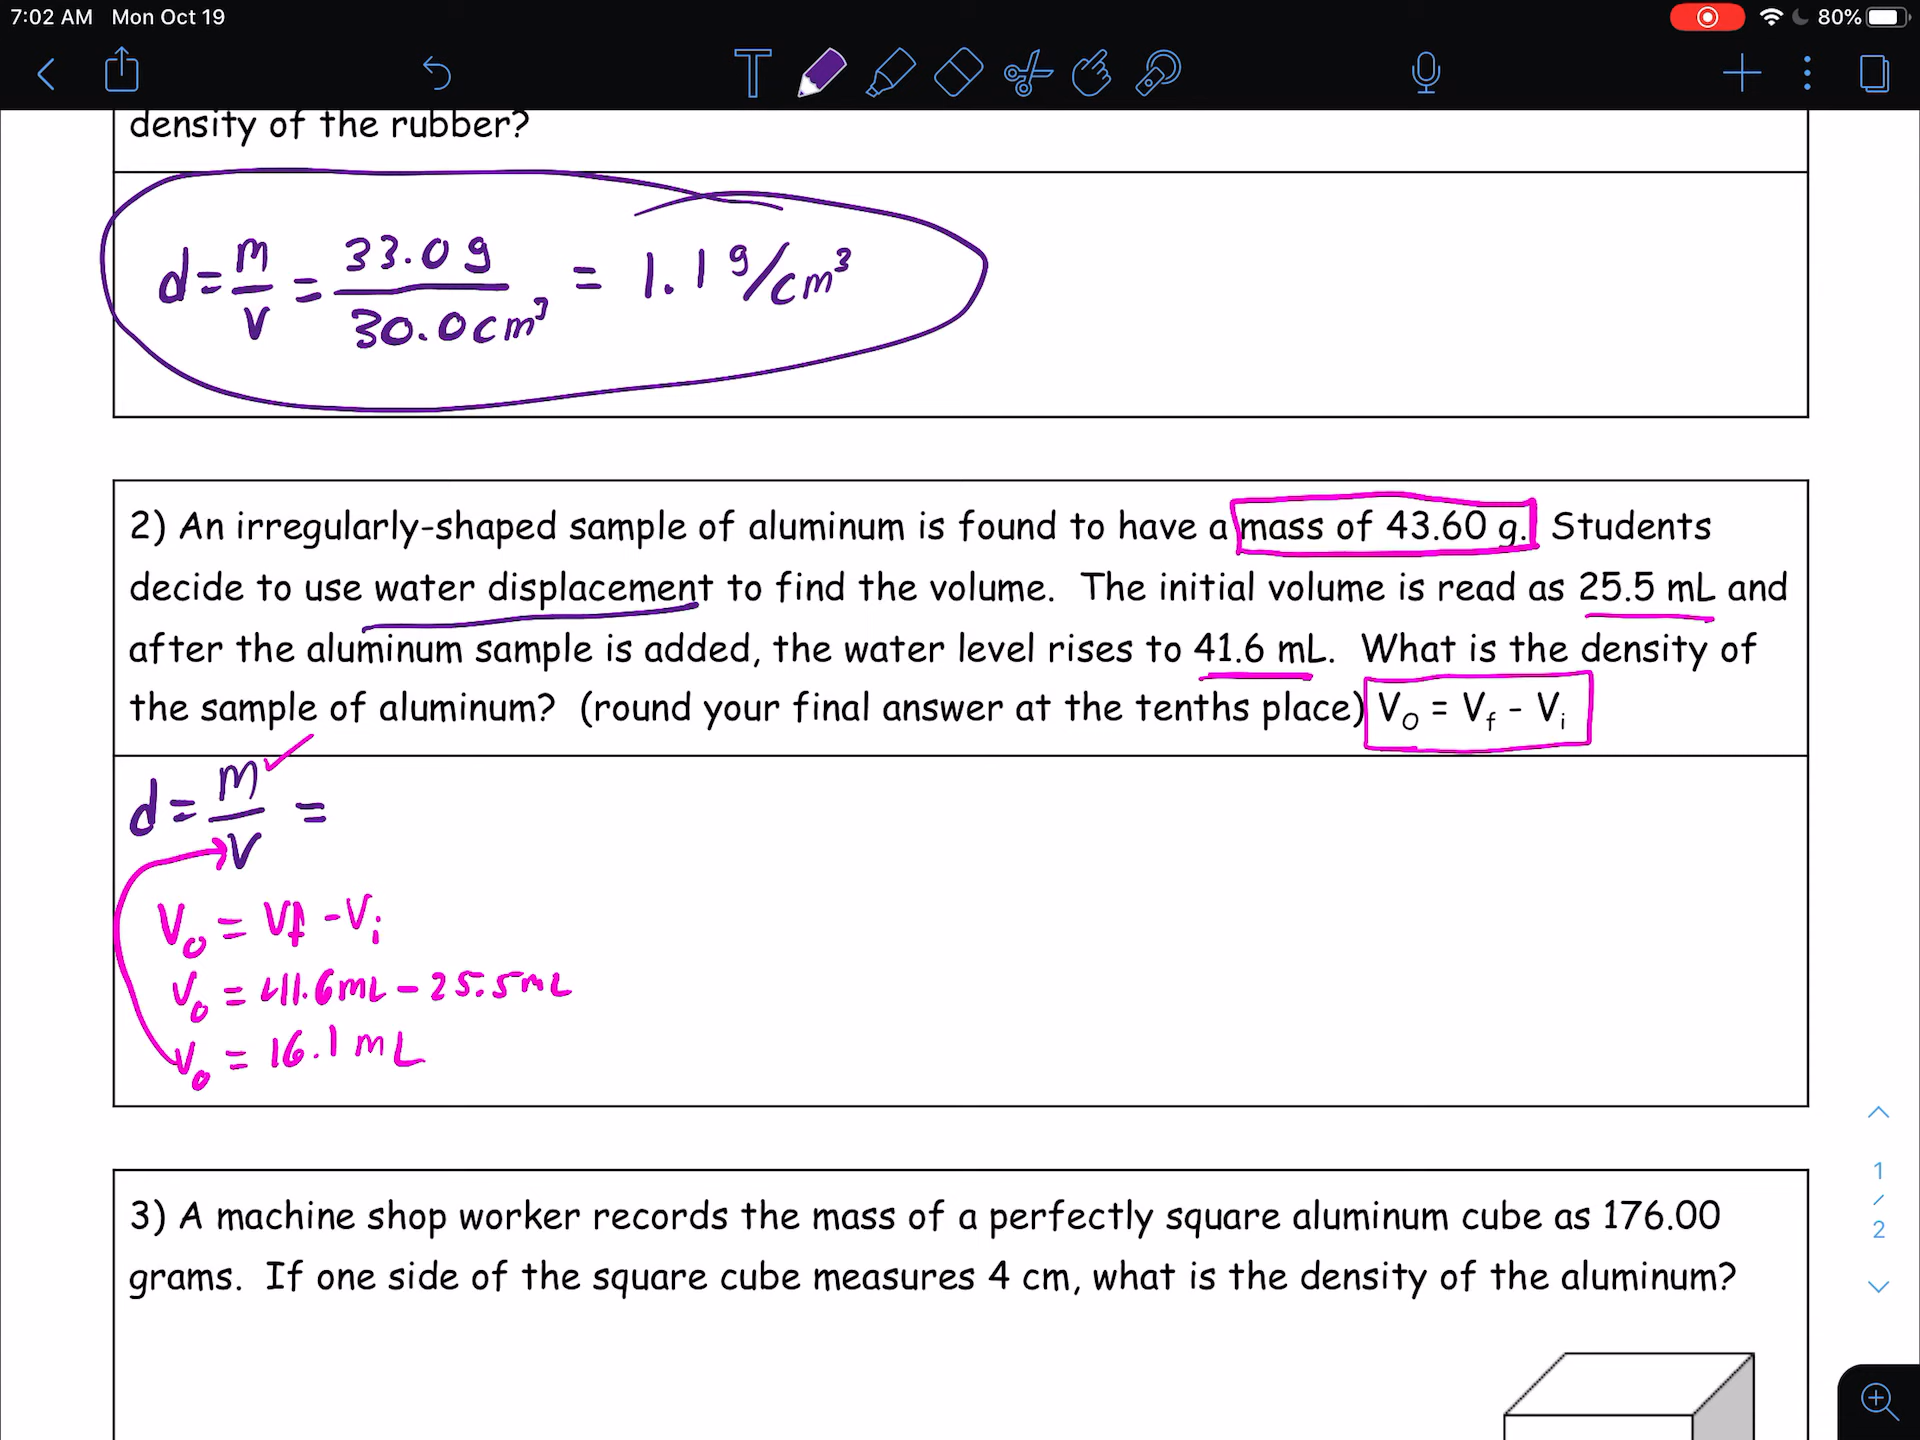 7:02 AM Mon Oct 19
80%
T
density of the rubber?
d = m/v = 33.0 g / 30.0 cm³ = 1.1 g/cm³
2) An irregularly-shaped sample of aluminum is found to have a mass of 43.60 g. Students
decide to use water displacement to find the volume. The initial volume is read as 25.5 mL and
after the aluminum sample is added, the water level rises to 41.6 mL. What is the density of
the sample of aluminum? (round your final answer at the tenths place) V₀ = Vf - Vi
d = m/v =
V₀ = Vf - Vi
V₀ = 41.6 mL - 25.5 mL
V₀ = 16.1 mL
1
/
2
3) A machine shop worker records the mass of a perfectly square aluminum cube as 176.00
grams. If one side of the square cube measures 4 cm, what is the density of the aluminum?